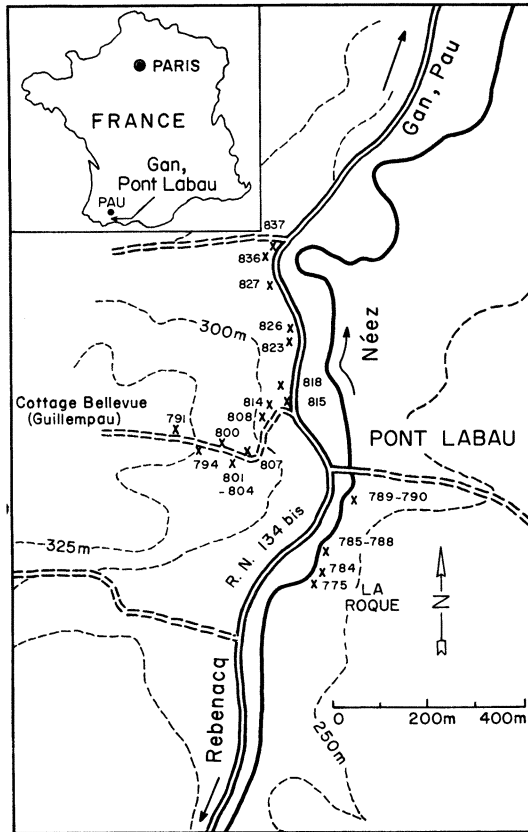 PARIS
FRANCE
Gan,
Pont Labau
PAU
Gan, Pau
837
836
827
300m
826
823
Néez
818
814
815
808
Cottage Bellevue
(Guillempau)
791
800
794
807
801
-804
PONT LABAU
789-790
R.N. 134 bis
325m
785-788
784
775
LA
ROQUE
N
Rebenacq
0 200m 400m
250m